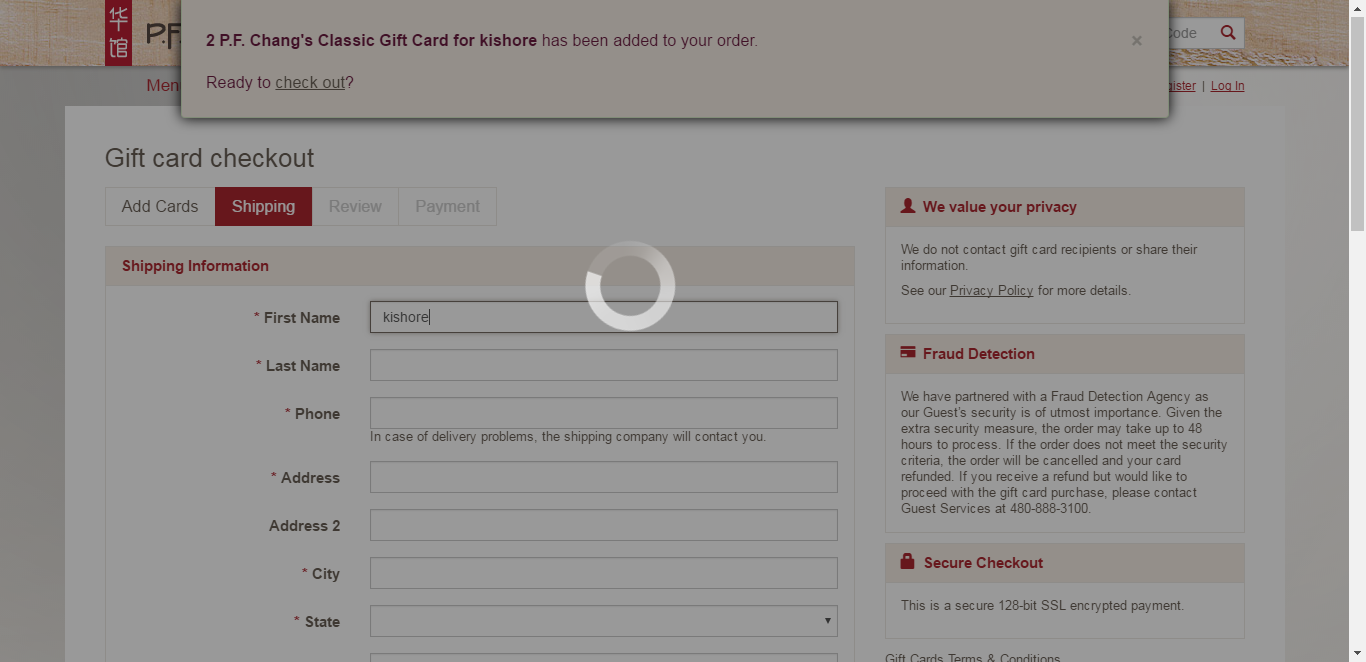 华
馆
P.F.
2 P.F. Chang's Classic Gift Card for kishore has been added to your order.
×
Ready to check out?
Code
Men
gister | Log In
Gift card checkout
Add Cards
Shipping
Review
Payment
Shipping Information
* First Name
kishore
* Last Name
* Phone
In case of delivery problems, the shipping company will contact you.
* Address
Address 2
* City
* State
We value your privacy
We do not contact gift card recipients or share their
information.
See our Privacy Policy for more details.
Fraud Detection
We have partnered with a Fraud Detection Agency as
our Guest's security is of utmost importance. Given the
extra security measure, the order may take up to 48
hours to process. If the order does not meet the security
criteria, the order will be cancelled and your card
refunded. If you receive a refund but would like to
proceed with the gift card purchase, please contact
Guest Services at 480-888-3100.
Secure Checkout
This is a secure 128-bit SSL encrypted payment.
Gift Cards Terms & Conditions